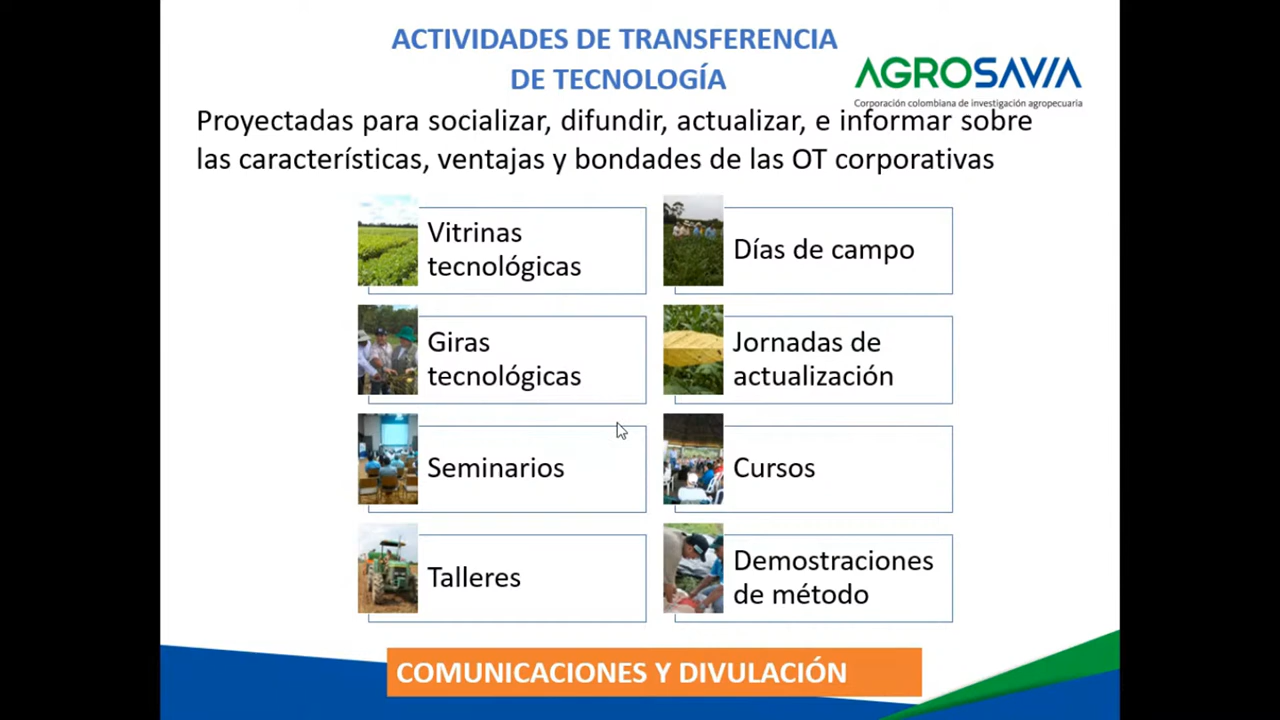 ACTIVIDADES DE TRANSFERENCIA
DE TECNOLOGÍA
AGROSAVIA
Corporación colombiana de investigación agropecuaria
Proyectadas para socializar, difundir, actualizar, e informar sobre
las características, ventajas y bondades de las OT corporativas
Vitrinas
tecnológicas
Días de campo
Giras
tecnológicas
Jornadas de
actualización
Seminarios
Cursos
Talleres
Demostraciones
de método
COMUNICACIONES Y DIVULACIÓN